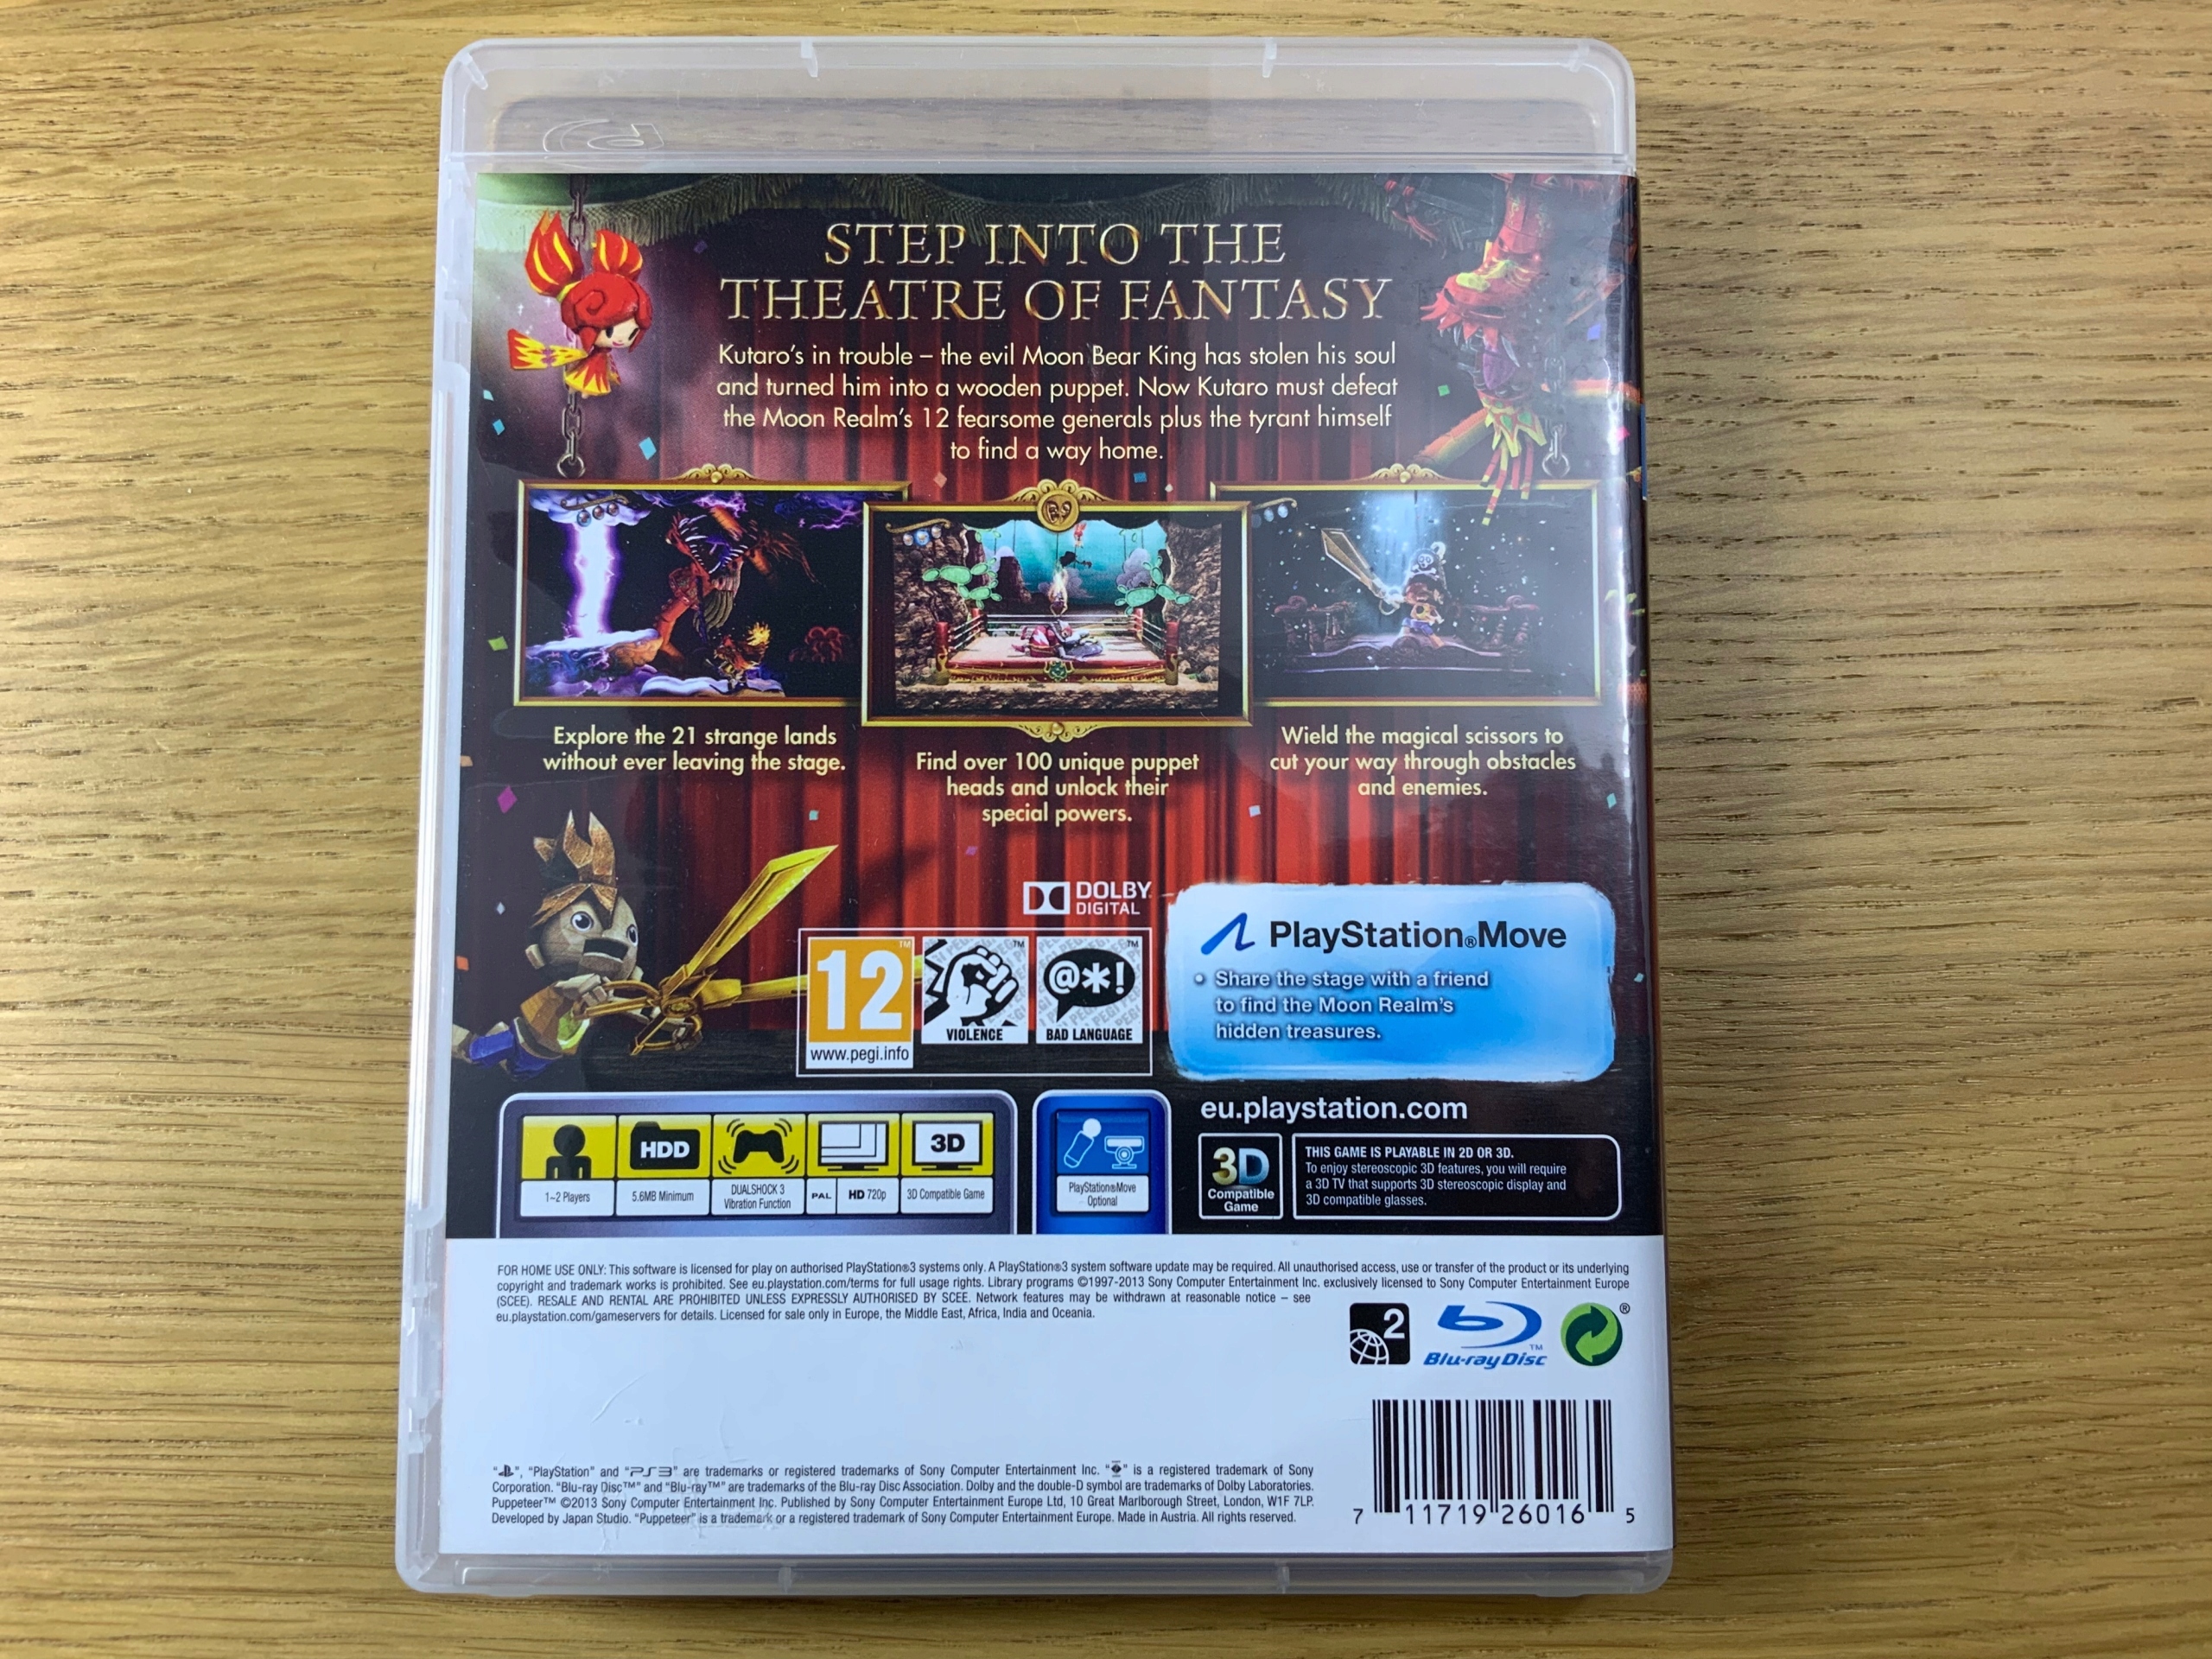 STEP INTO THE
THEATRE OF FANTASY
Kutaro's in trouble – the evil Moon Bear King has stolen his soul
and turned him into a wooden puppet. Now Kutaro must defeat
the Moon Realm's 12 fearsome generals plus the tyrant himself
to find a way home.
Explore the 21 strange lands
without ever leaving the stage.
Find over 100 unique puppet
heads and unlock their
special powers.
Wield the magical scissors to
cut your way through obstacles
and enemies.
DOLBY
DIGITAL
12™
www.pegi.info
™
VIOLENCE
@*!™
BAD LANGUAGE
PlayStation®Move
• Share the stage with a friend
to find the Moon Realm's
hidden treasures.
HDD
3D
1-2 Players
5.6MB Minimum
DUALSHOCK 3
Vibration Function
PAL
HD 720p
3D Compatible Game
PlayStation®Move
Optional
eu.playstation.com
3D
Compatible
Game
THIS GAME IS PLAYABLE IN 2D OR 3D.
To enjoy stereoscopic 3D features, you will require
a 3D TV that supports 3D stereoscopic display and
3D compatible glasses.
FOR HOME USE ONLY: This software is licensed for play on authorised PlayStation®3 systems only. A PlayStation®3 system software update may be required. All unauthorised access, use or transfer of the product or its underlying
copyright and trademark works is prohibited. See eu.playstation.com/terms for full usage rights. Library programs ©1997-2013 Sony Computer Entertainment Inc. exclusively licensed to Sony Computer Entertainment Europe
(SCEE). RESALE AND RENTAL ARE PROHIBITED UNLESS EXPRESSLY AUTHORISED BY SCEE. Network features may be withdrawn at reasonable notice – see
eu.playstation.com/gameservers for details. Licensed for sale only in Europe, the Middle East, Africa, India and Oceania.
2
Blu-ray Disc™
®
"", "PlayStation" and "PS3" are trademarks or registered trademarks of Sony Computer Entertainment Inc. "" is a registered trademark of Sony
Corporation. "Blu-ray Disc™" and "Blu-ray™" are trademarks of the Blu-ray Disc Association. Dolby and the double-D symbol are trademarks of Dolby Laboratories.
Puppeteer™ ©2013 Sony Computer Entertainment Inc. Published by Sony Computer Entertainment Europe Ltd, 10 Great Marlborough Street, London, W1F 7LP.
Developed by Japan Studio. "Puppeteer" is a trademark or a registered trademark of Sony Computer Entertainment Europe. Made in Austria. All rights reserved.
7 11719 26016 5